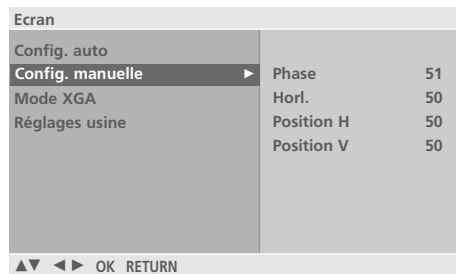 Ecran
Config. auto
Config. manuelle ►
Mode XGA
Réglages usine
Phase 51
Horl. 50
Position H 50
Position V 50
▲▼ ◄► OK RETURN